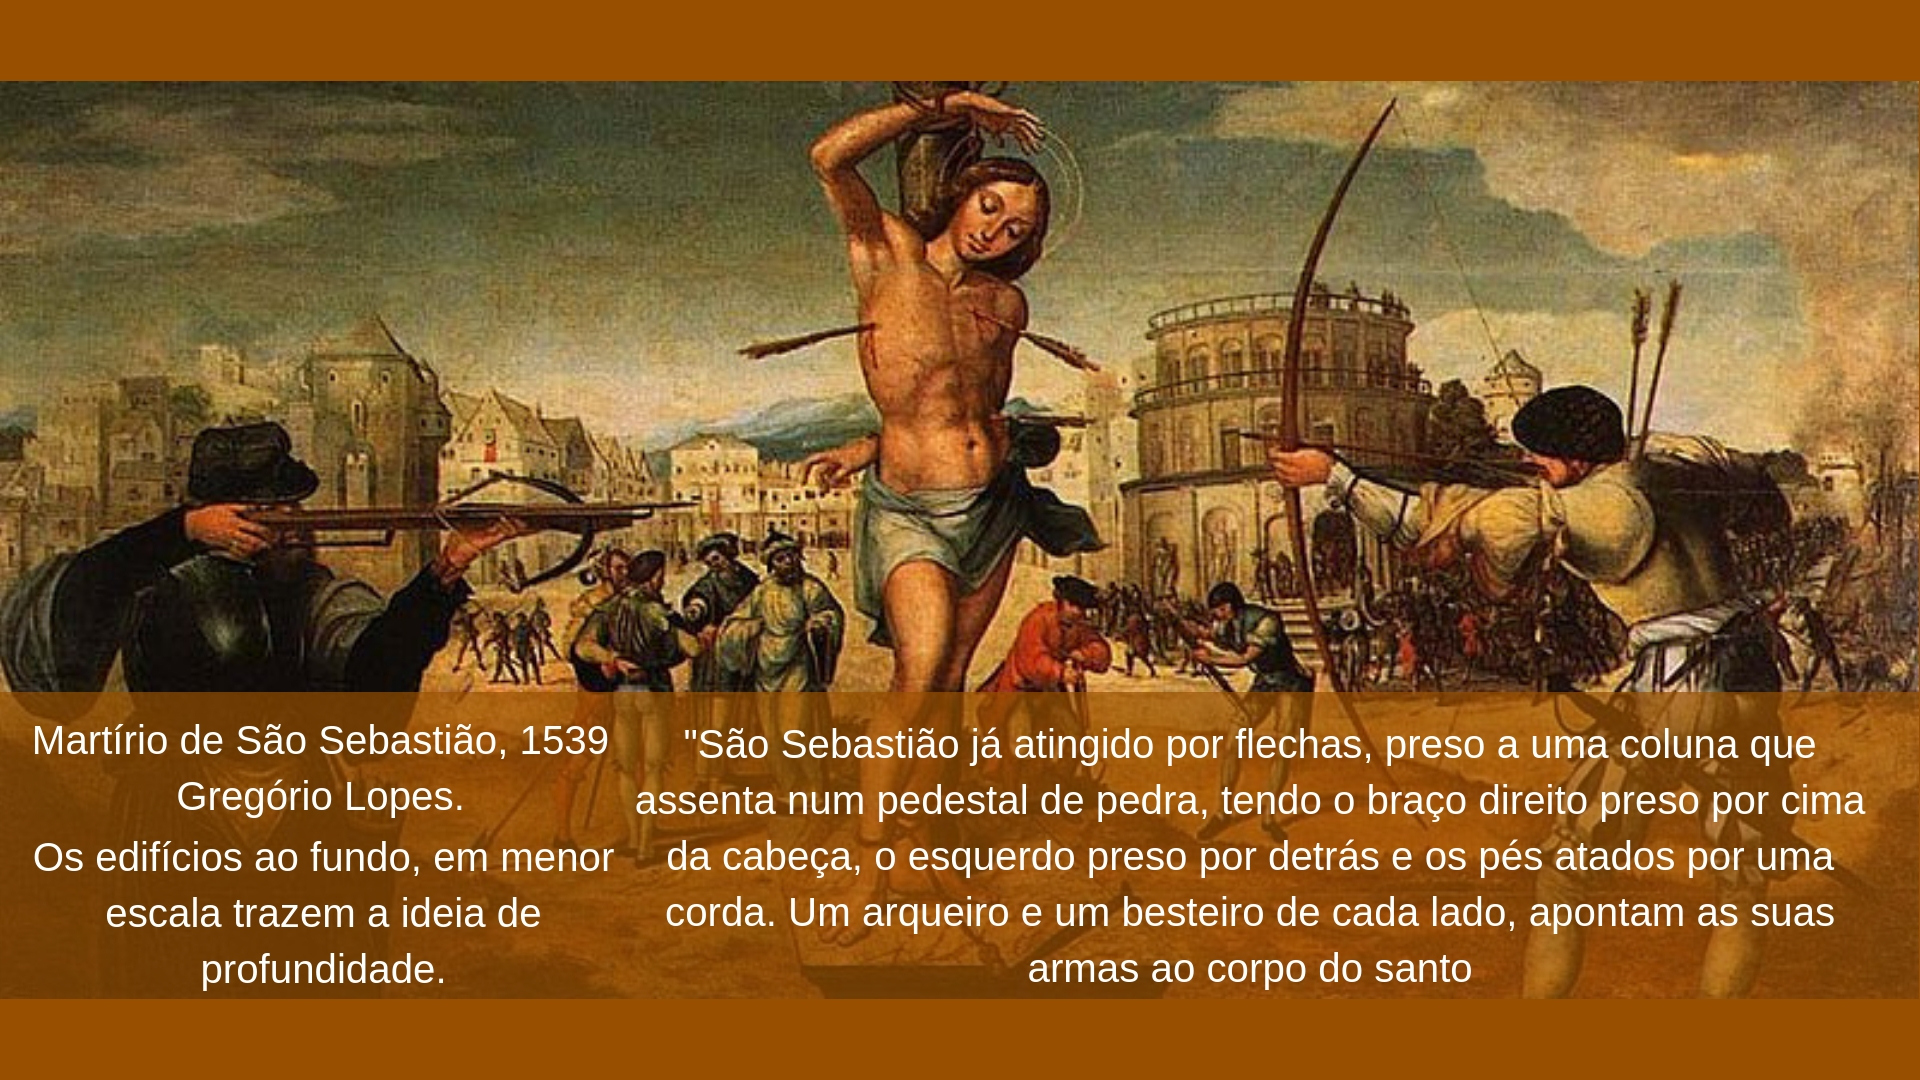 Martírio de São Sebastião, 1539
Gregório Lopes.
Os edifícios ao fundo, em menor
escala trazem a ideia de
profundidade.
"São Sebastião já atingido por flechas, preso a uma coluna que
assenta num pedestal de pedra, tendo o braço direito preso por cima
da cabeça, o esquerdo preso por detrás e os pés atados por uma
corda. Um arqueiro e um besteiro de cada lado, apontam as suas
armas ao corpo do santo